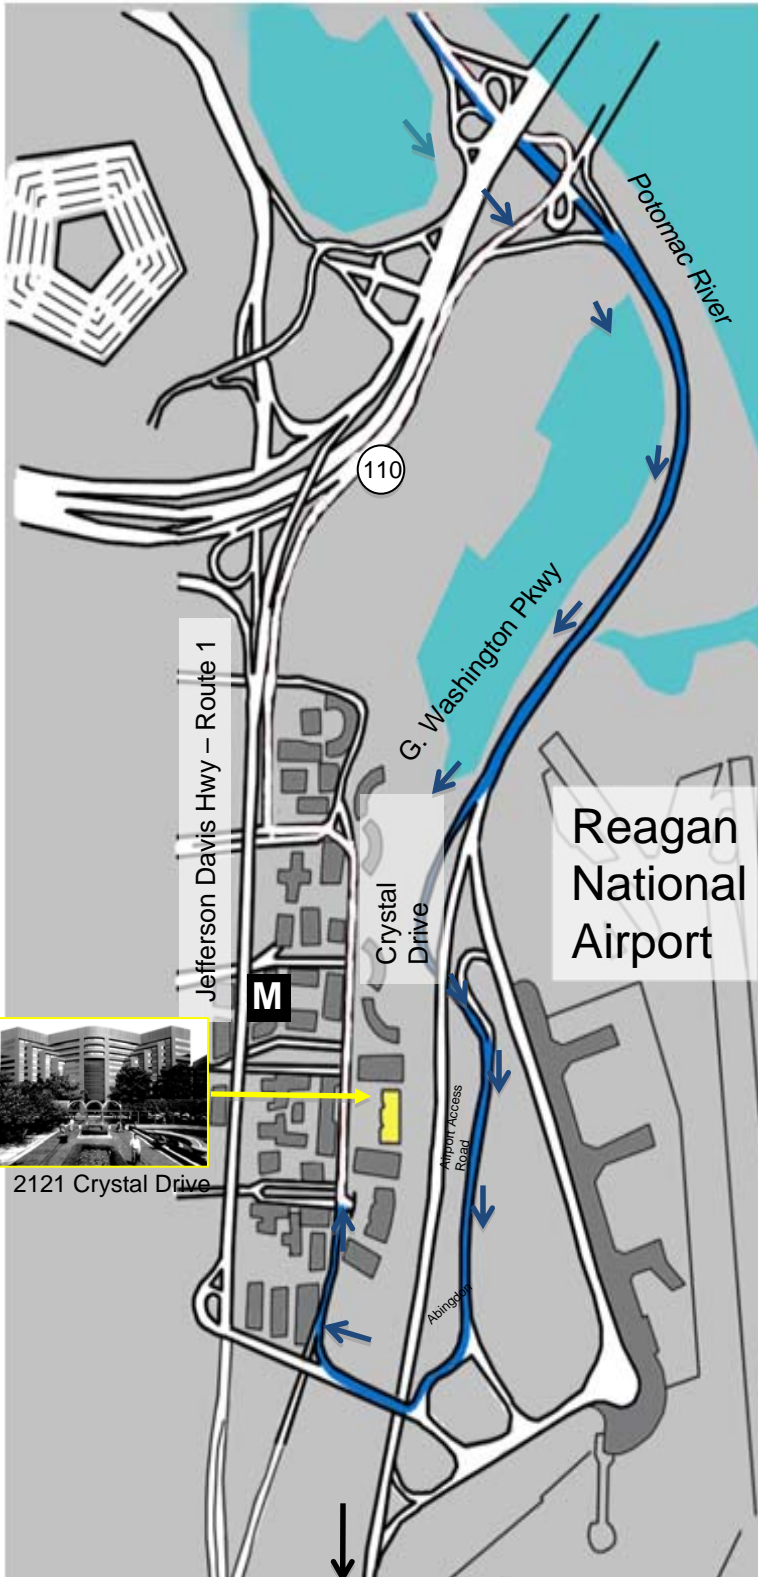 Potomac River
110
G. Washington Pkwy
Jefferson Davis Hwy – Route 1
Reagan
National
Airport
Crystal
Drive
M
Airport Access
Road
2121 Crystal Drive
Abingdon